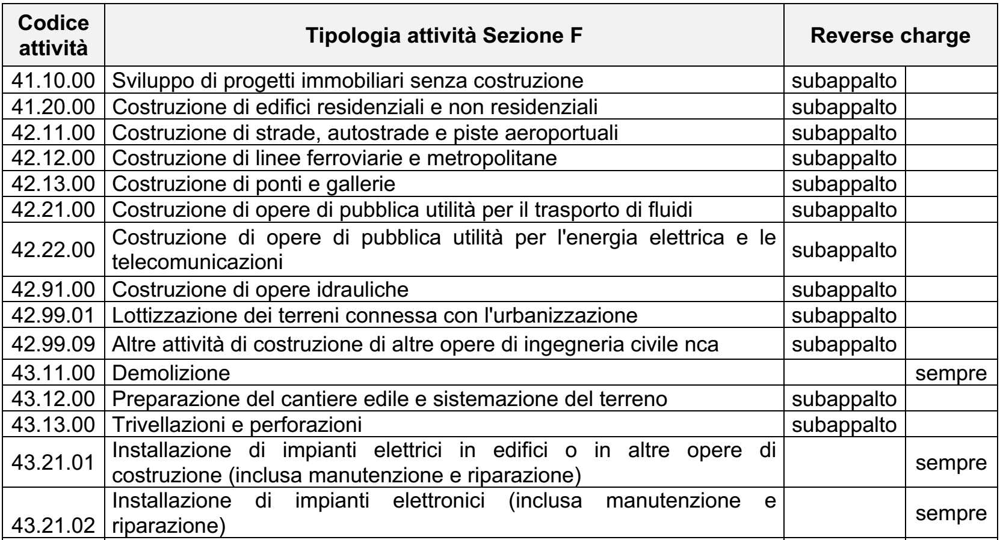 Codice attività Tipologia attività Sezione F Reverse charge
41.10.00 Sviluppo di progetti immobiliari senza costruzione subappalto
41.20.00 Costruzione di edifici residenziali e non residenziali subappalto
42.11.00 Costruzione di strade, autostrade e piste aeroportuali subappalto
42.12.00 Costruzione di linee ferroviarie e metropolitane subappalto
42.13.00 Costruzione di ponti e gallerie subappalto
42.21.00 Costruzione di opere di pubblica utilità per il trasporto di fluidi subappalto
42.22.00 Costruzione di opere di pubblica utilità per l'energia elettrica e le
telecomunicazioni subappalto
42.91.00 Costruzione di opere idrauliche subappalto
42.99.01 Lottizzazione dei terreni connessa con l'urbanizzazione subappalto
42.99.09 Altre attività di costruzione di altre opere di ingegneria civile nca subappalto
43.11.00 Demolizione sempre
43.12.00 Preparazione del cantiere edile e sistemazione del terreno subappalto
43.13.00 Trivellazioni e perforazioni subappalto
43.21.01 Installazione di impianti elettrici in edifici o in altre opere di
costruzione (inclusa manutenzione e riparazione) sempre
43.21.02 Installazione di impianti elettronici (inclusa manutenzione e
riparazione) sempre